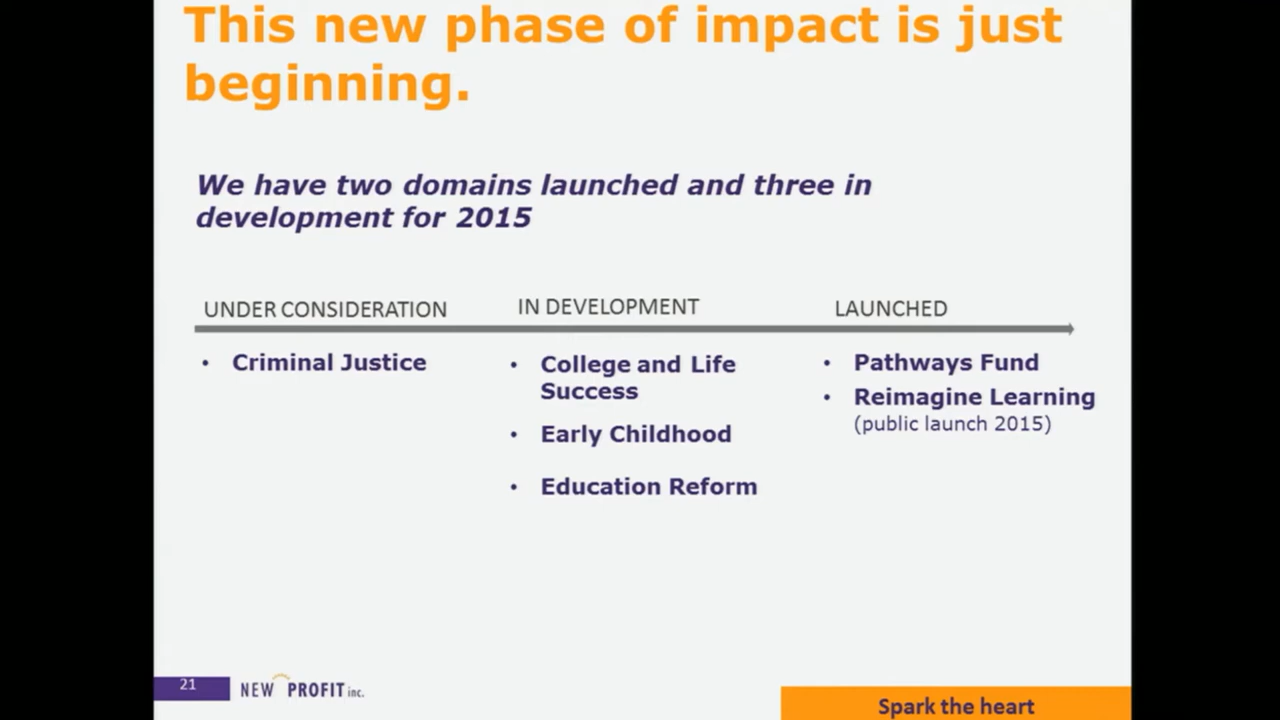 This new phase of impact is just
beginning.
We have two domains launched and three in
development for 2015
UNDER CONSIDERATION
IN DEVELOPMENT
LAUNCHED
• Criminal Justice
• College and Life
Success
• Early Childhood
• Education Reform
• Pathways Fund
• Reimagine Learning
(public launch 2015)
21
NEW PROFIT inc.
Spark the heart